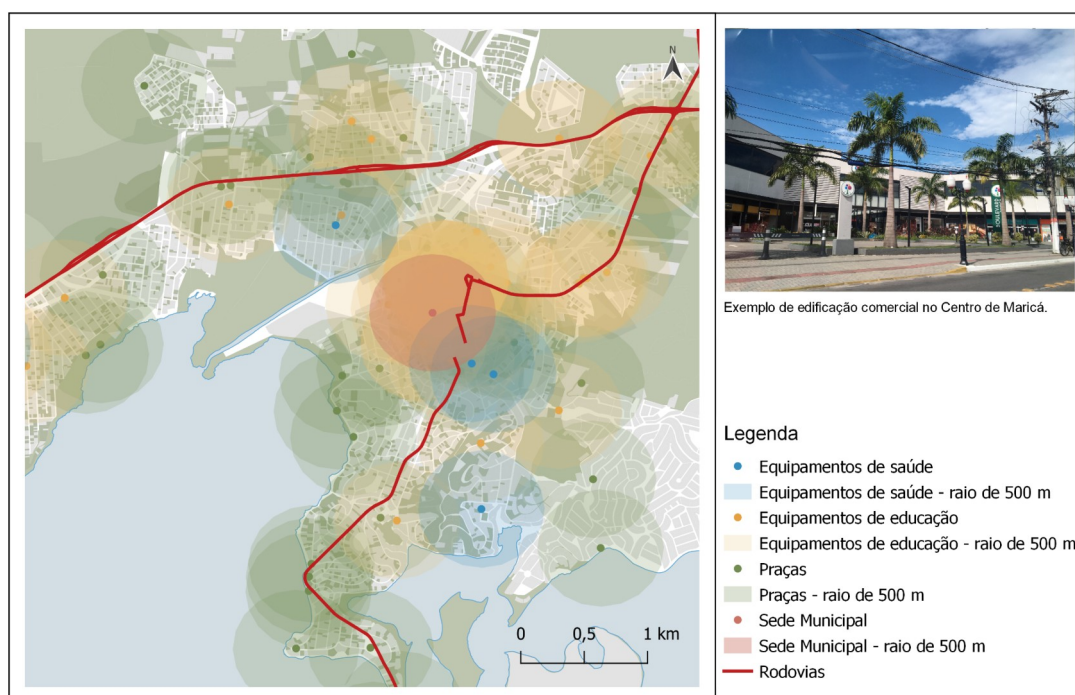 N
0 0,5 1 km
BOULEVARD
Exemplo de edificação comercial no Centro de Maricá.
Legenda
Equipamentos de saúde
Equipamentos de saúde - raio de 500 m
Equipamentos de educação
Equipamentos de educação - raio de 500 m
Praças
Praças - raio de 500 m
Sede Municipal
Sede Municipal - raio de 500 m
Rodovias